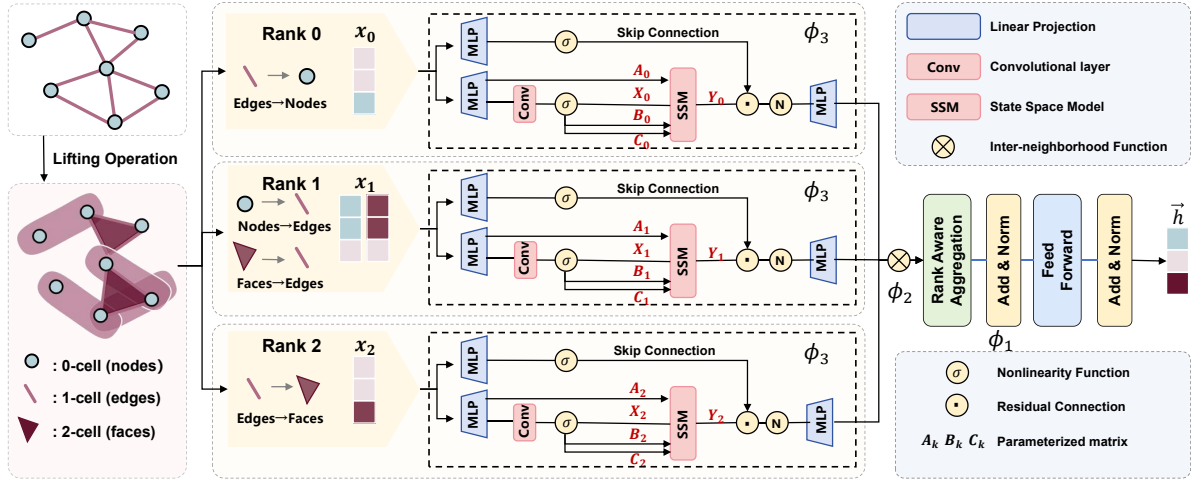 Lifting Operation
: 0-cell (nodes)
: 1-cell (edges)
: 2-cell (faces)
Rank 0
x₀
Edges→Nodes
MLP
σ
Skip Connection
ϕ₃
MLP
Conv
σ
A₀
X₀
B₀
C₀
SSM
Y₀
N
MLP
Rank 1
x₁
Nodes→Edges
Faces→Edges
MLP
σ
Skip Connection
ϕ₃
MLP
Conv
σ
A₁
X₁
B₁
C₁
SSM
Y₁
N
MLP
Rank 2
x₂
Edges→Faces
MLP
σ
Skip Connection
ϕ₃
MLP
Conv
σ
A₂
X₂
B₂
C₂
SSM
Y₂
N
MLP
Linear Projection
Conv
Convolutional layer
SSM
State Space Model
Inter-neighborhood Function
ϕ₂
Rank Aware
Aggregation
Add & Norm
ϕ₁
Feed
Forward
Add & Norm
h⃗
σ
Nonlinearity Function
Residual Connection
Aₖ Bₖ Cₖ Parameterized matrix